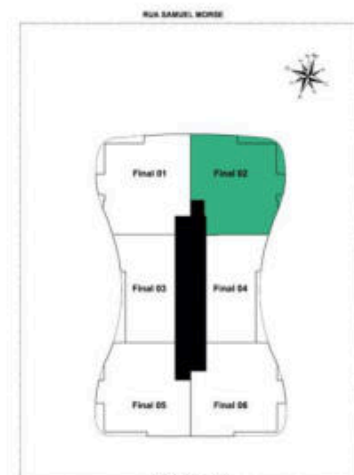 RUA SAMUEL MORSE
Final 01
Final 02
Final 03
Final 04
Final 05
Final 06